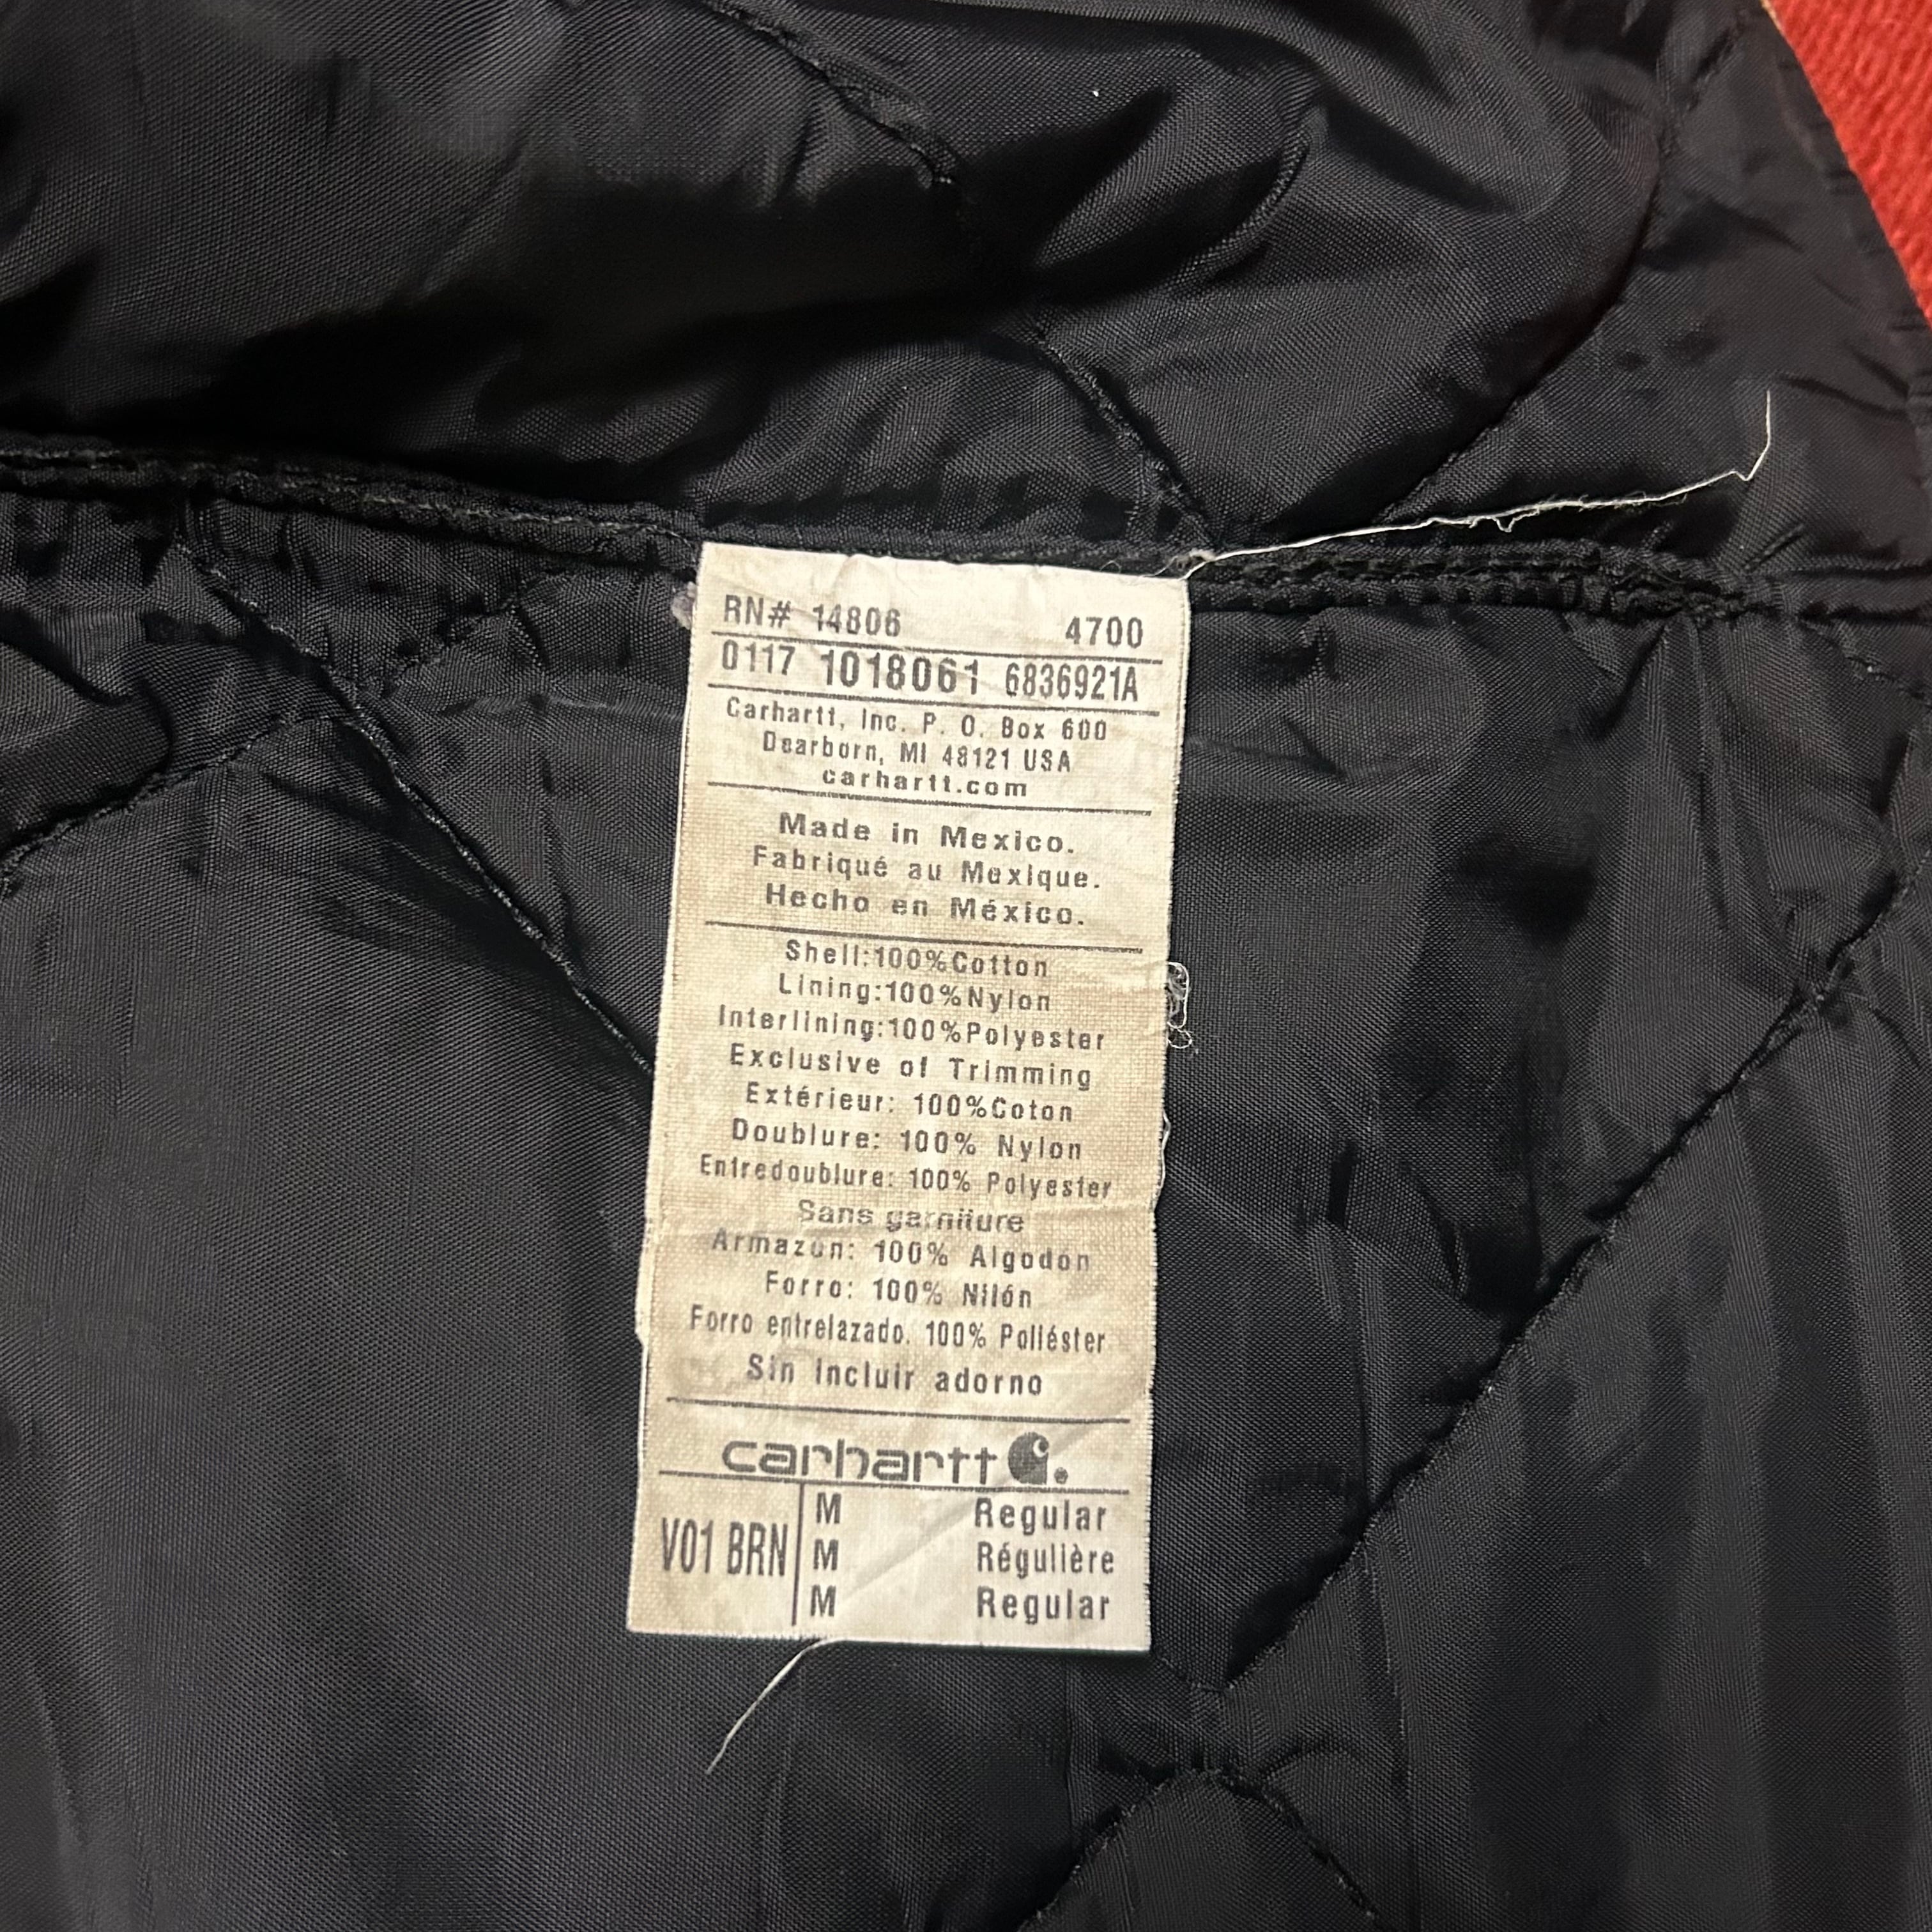 RN# 14806 4700
0117 1018061 6836921A
Carhartt, Inc. P. O. Box 600
Dearborn, MI 48121 USA
carhartt.com
Made in Mexico.
Fabriqué au Mexique.
Hecho en México.
Shell:100%Cotton
Lining:100%Nylon
Interlining:100%Polyester
Exclusive of Trimming
Extérieur: 100%Coton
Doublure: 100% Nylon
Entredoublure: 100% Polyester
Sans garniture
Armazón: 100% Algodón
Forro: 100% Nilón
Forro entrelazado. 100% Poliéster
Sin incluir adorno
carhartt
V01 BRN
M Regular
M Régulière
M Regular